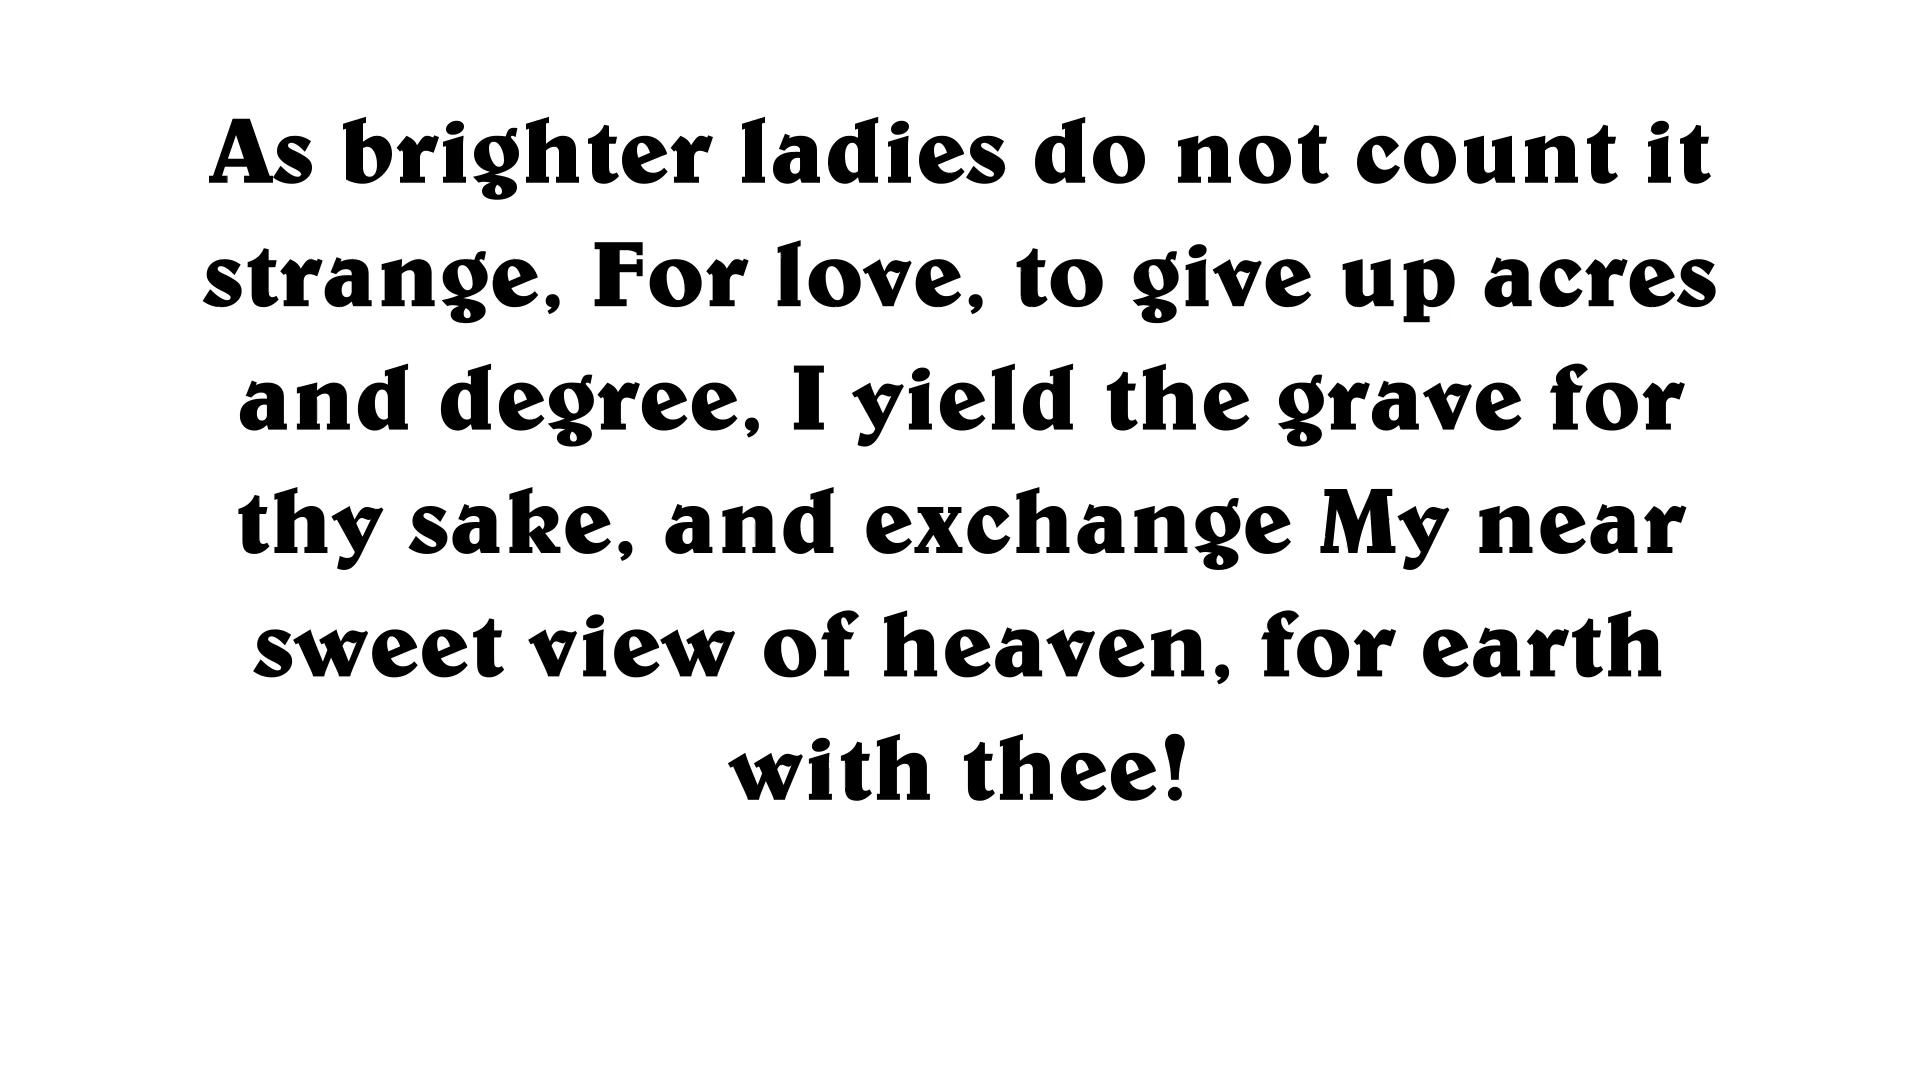 As brighter ladies do not count it
strange, For love, to give up acres
and degree, I yield the grave for
thy sake, and exchange My near
sweet view of heaven, for earth
with thee!